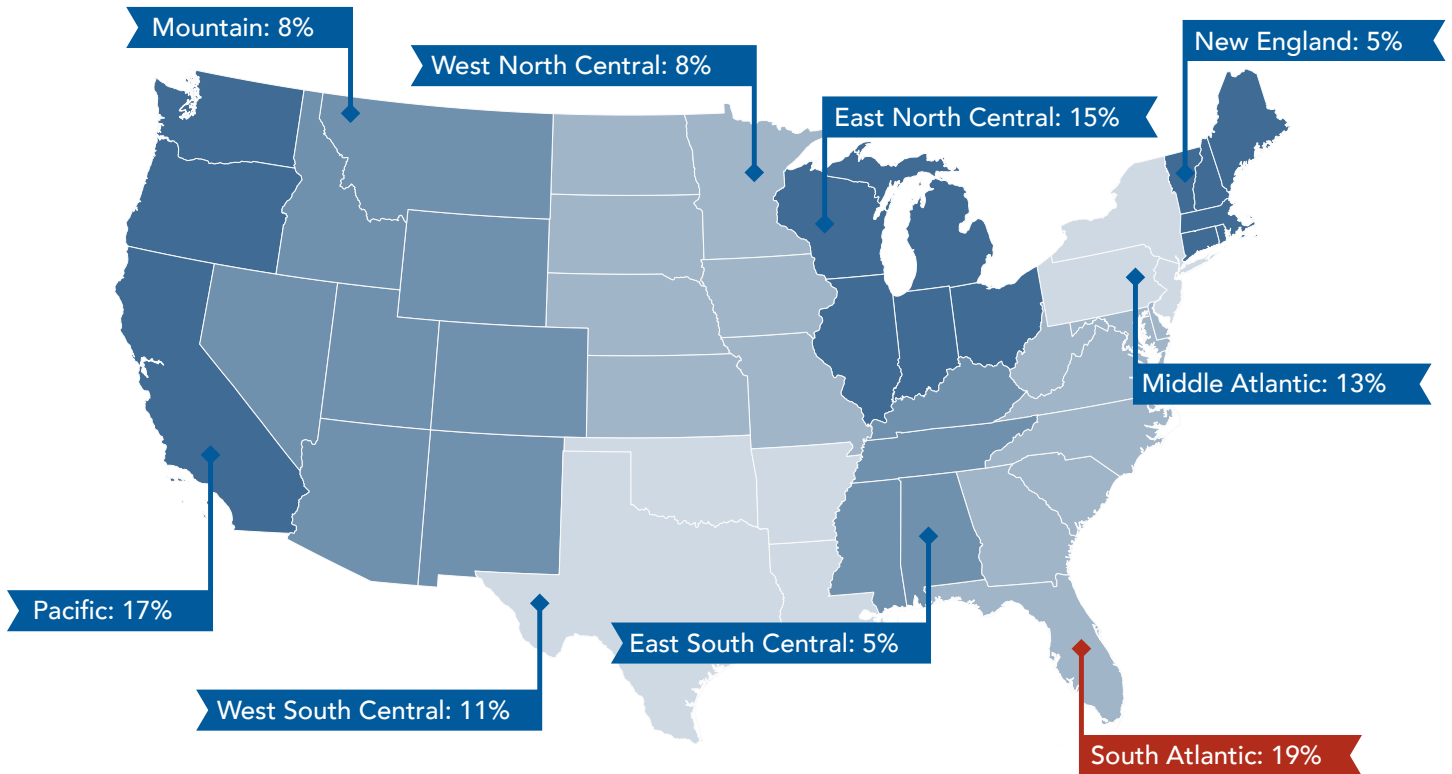 Mountain: 8%
West North Central: 8%
New England: 5%
East North Central: 15%
Middle Atlantic: 13%
Pacific: 17%
East South Central: 5%
West South Central: 11%
South Atlantic: 19%